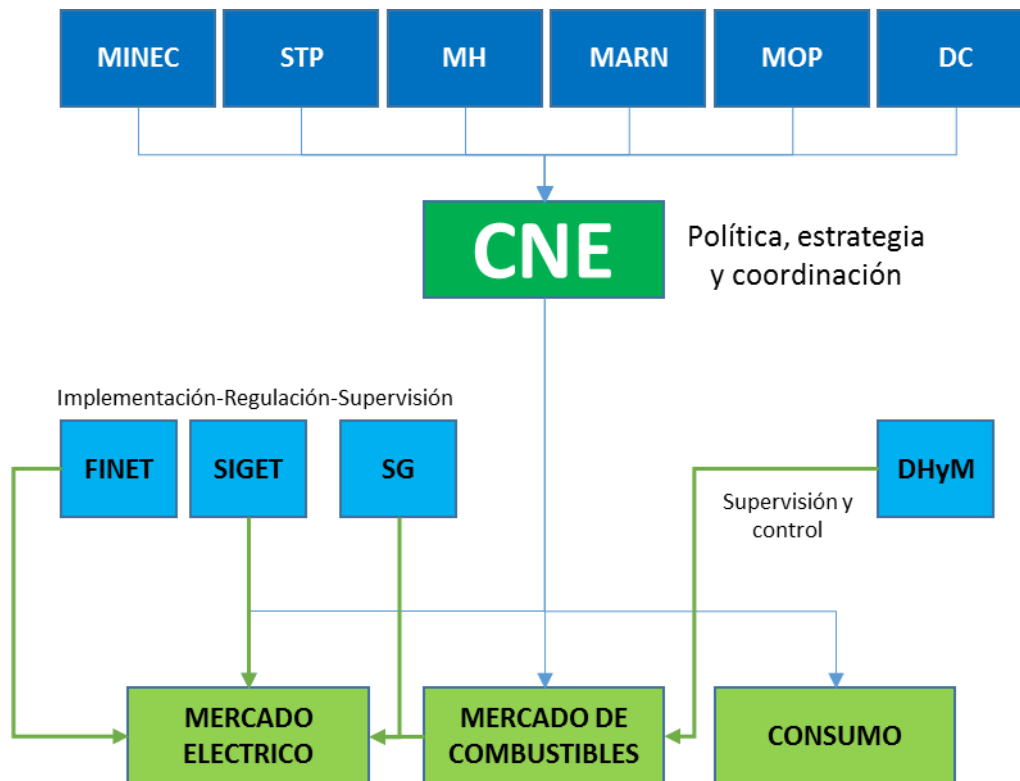 MINEC
STP
MH
MARN
MOP
DC
CNE
Política, estrategia
y coordinación
Implementación-Regulación-Supervisión
FINET
SIGET
SG
DHyM
Supervisión y
control
MERCADO
ELECTRICO
MERCADO DE
COMBUSTIBLES
CONSUMO